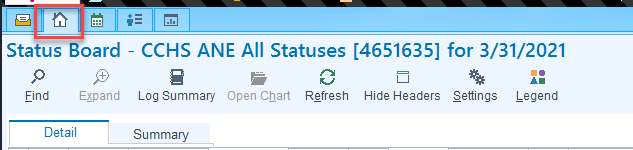 Status Board - CCHS ANE All Statuses [4651635] for 3/31/2021
Find Expand Log Summary Open Chart Refresh Hide Headers Settings Legend
Detail Summary